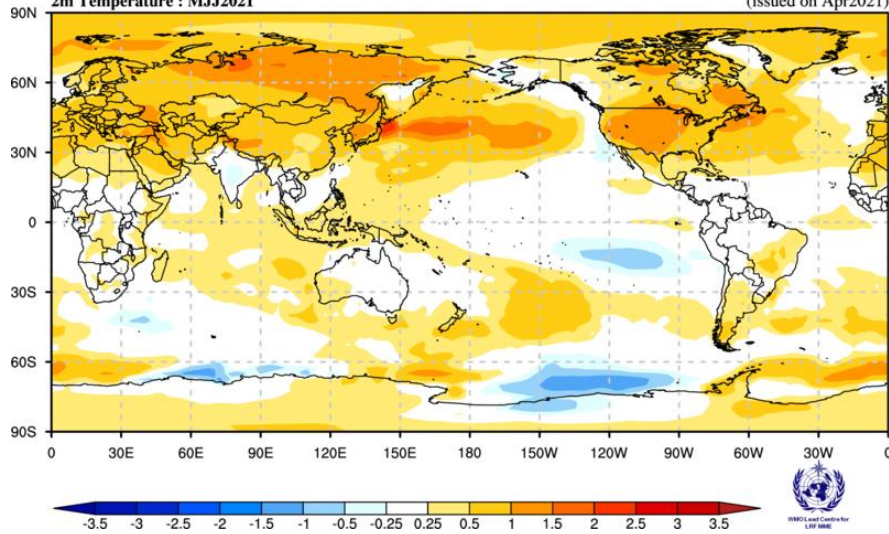 2m Temperature : MJJ2021 (issued on Apr2021)
90N
60N
30N
0
30S
60S
90S
0 30E 60E 90E 120E 150E 180 150W 120W 90W 60W 30W 0
-3.5 -3 -2.5 -2 -1.5 -1 -0.5 -0.25 0.25 0.5 1 1.5 2 2.5 3 3.5
WMO Lead Centre for
LRF MME